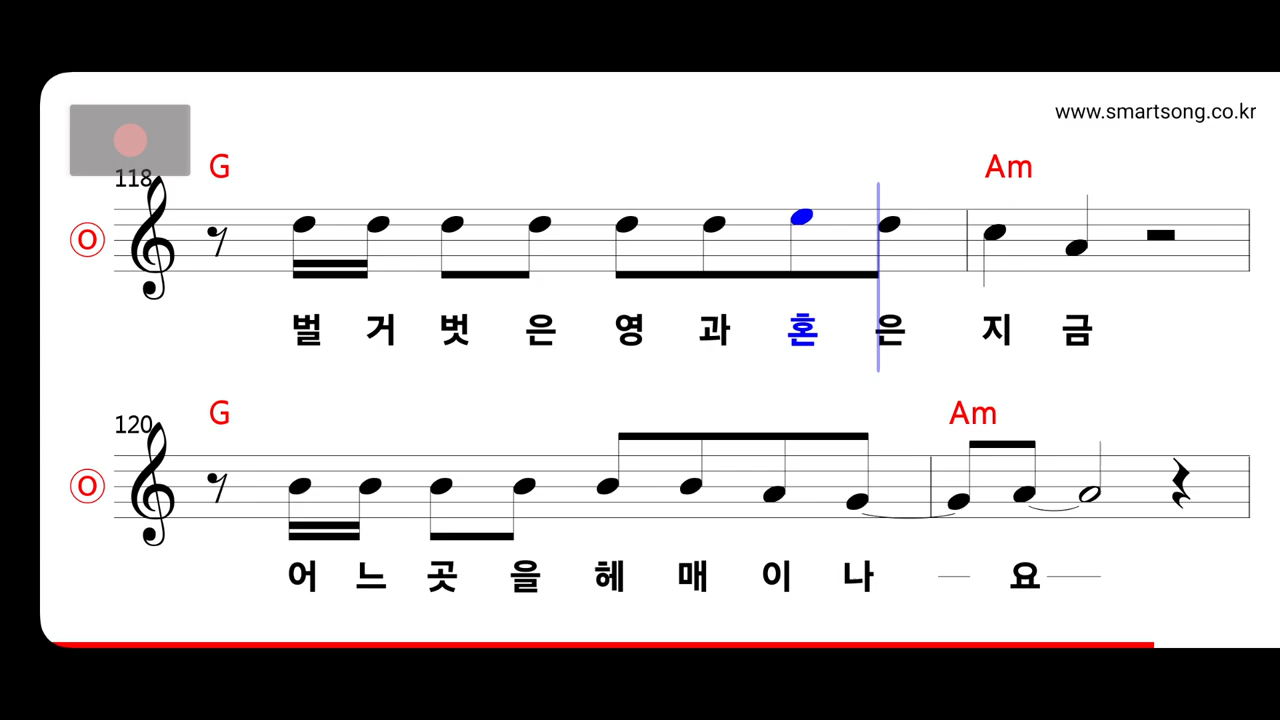 www.smartsong.co.kr
G Am
118
O
벌 거 벗 은 영 과 혼 은 지 금
G Am
120
O
어 느 곳 을 헤 매 이 나 요